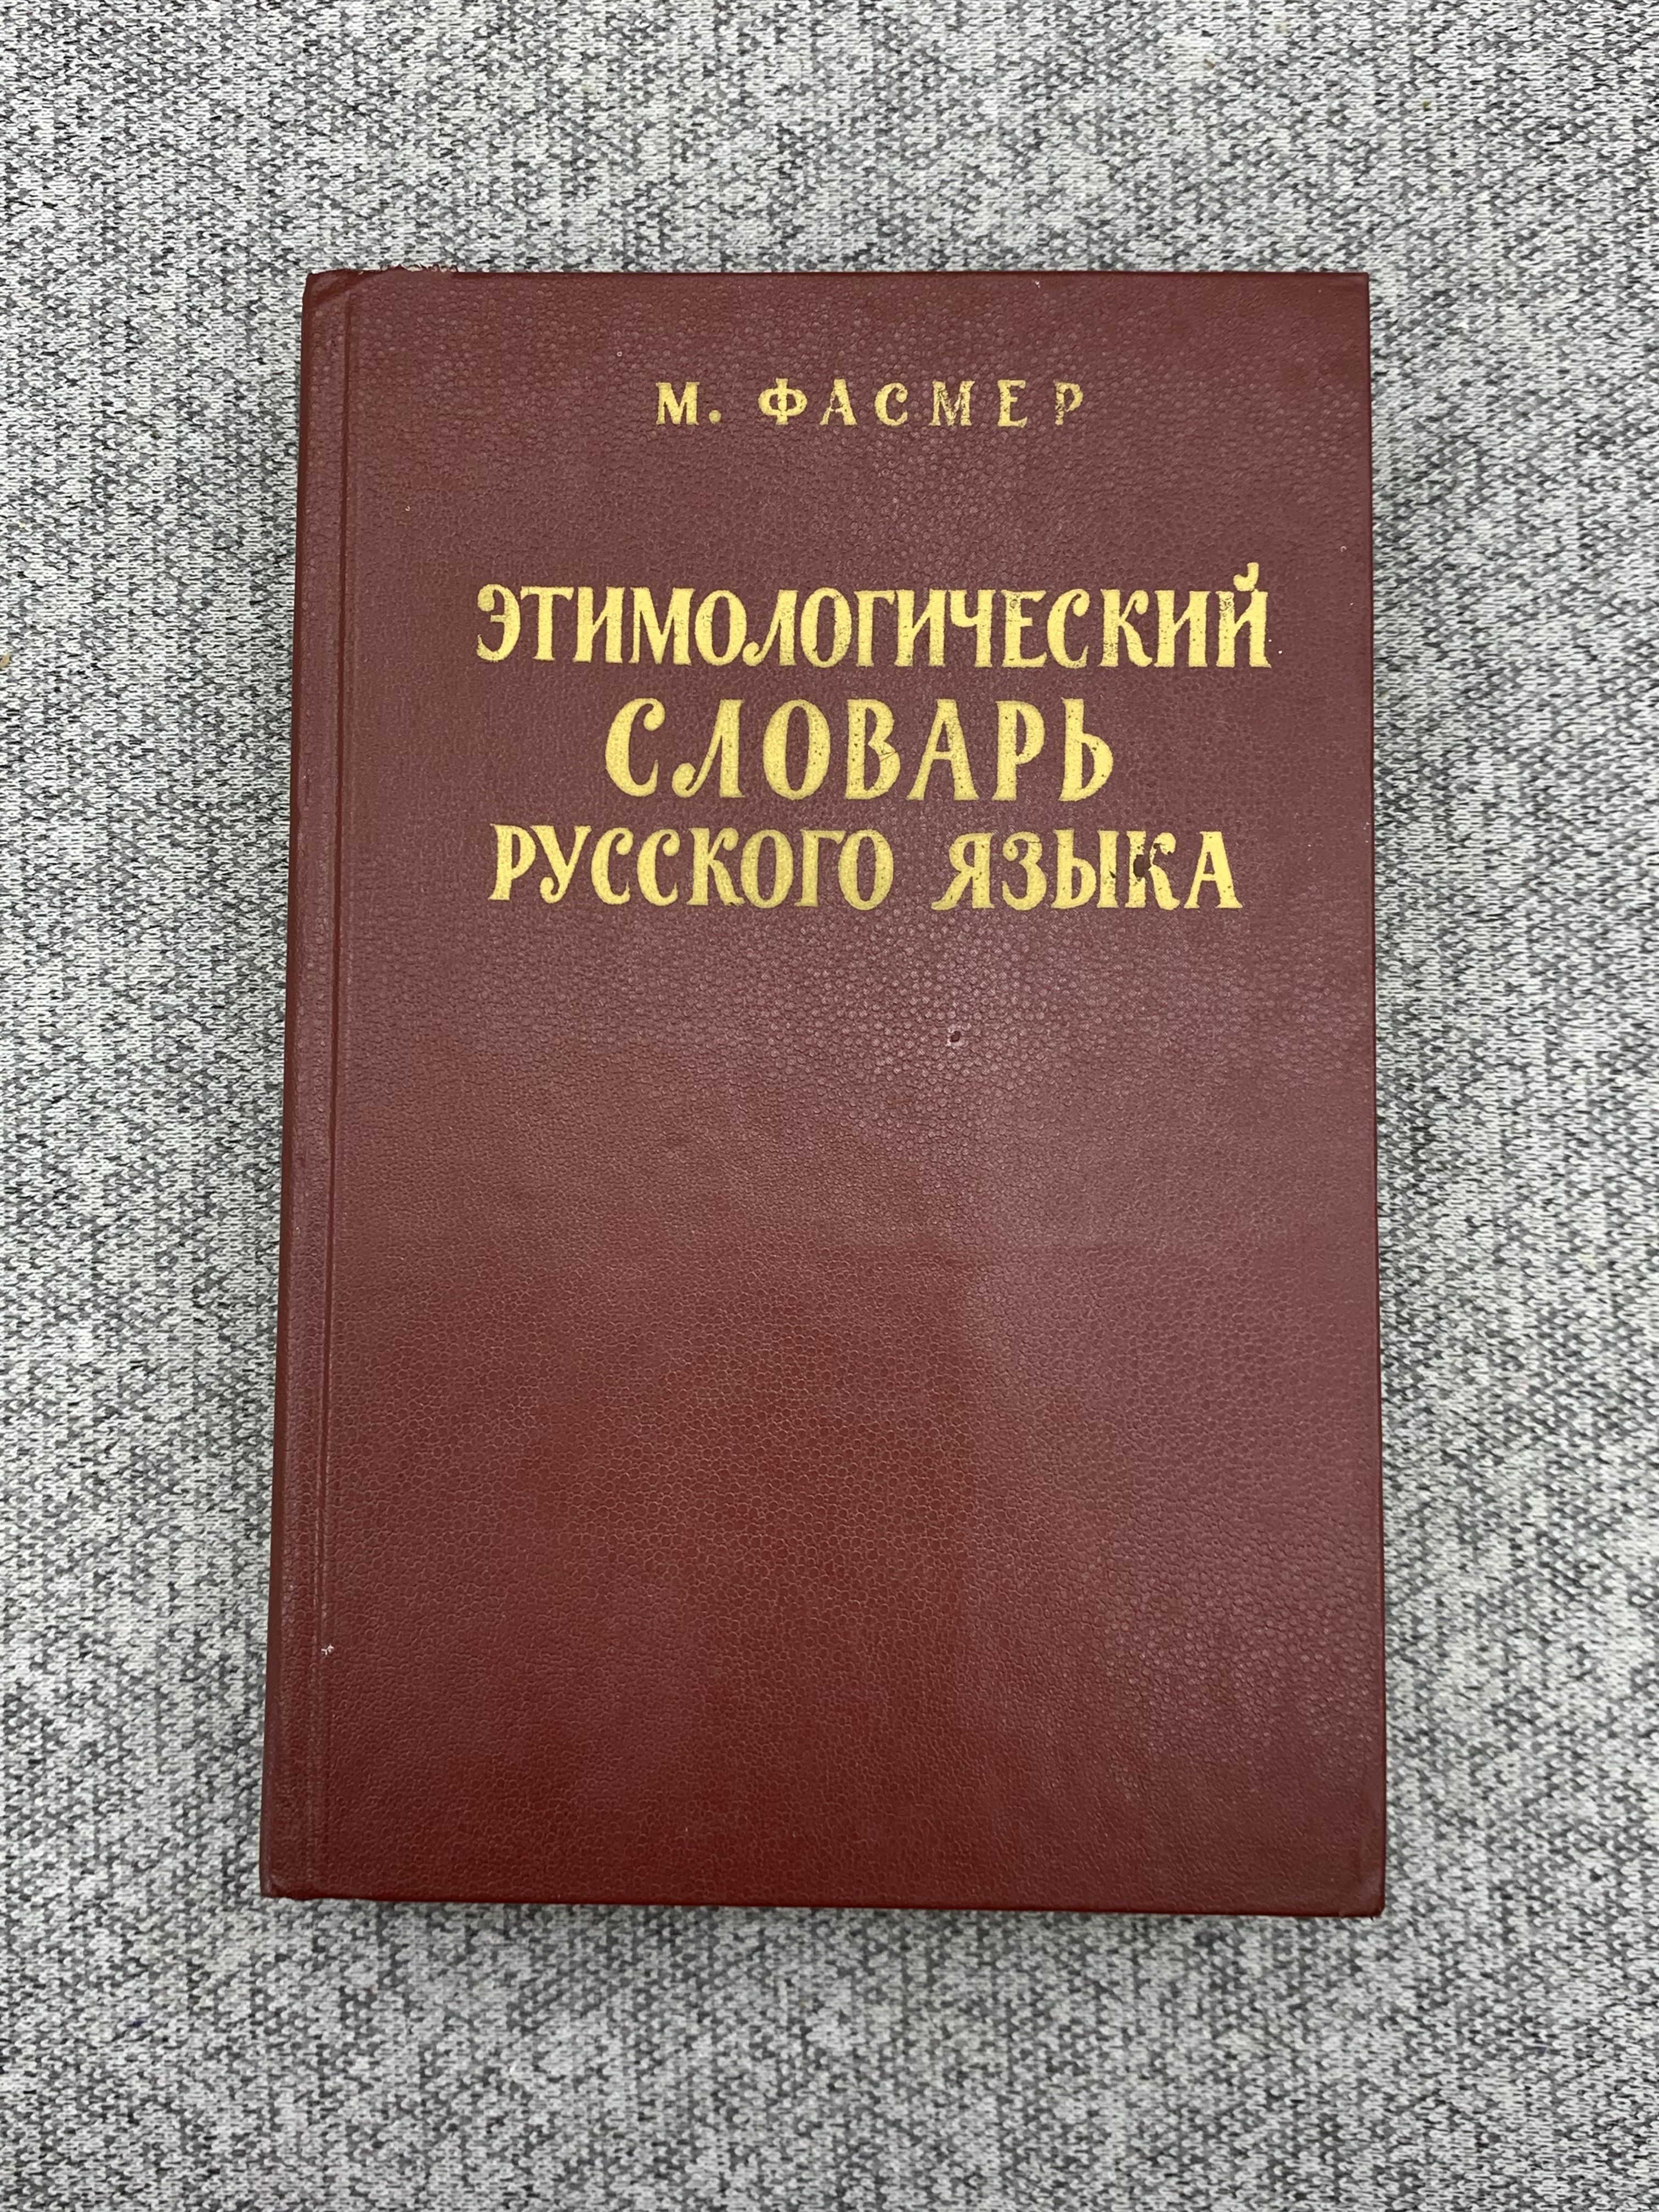 М. ФАСМЕР
ЭТИМОЛОГИЧЕСКИЙ
СЛОВАРЬ
РУССКОГО ЯЗЫКА